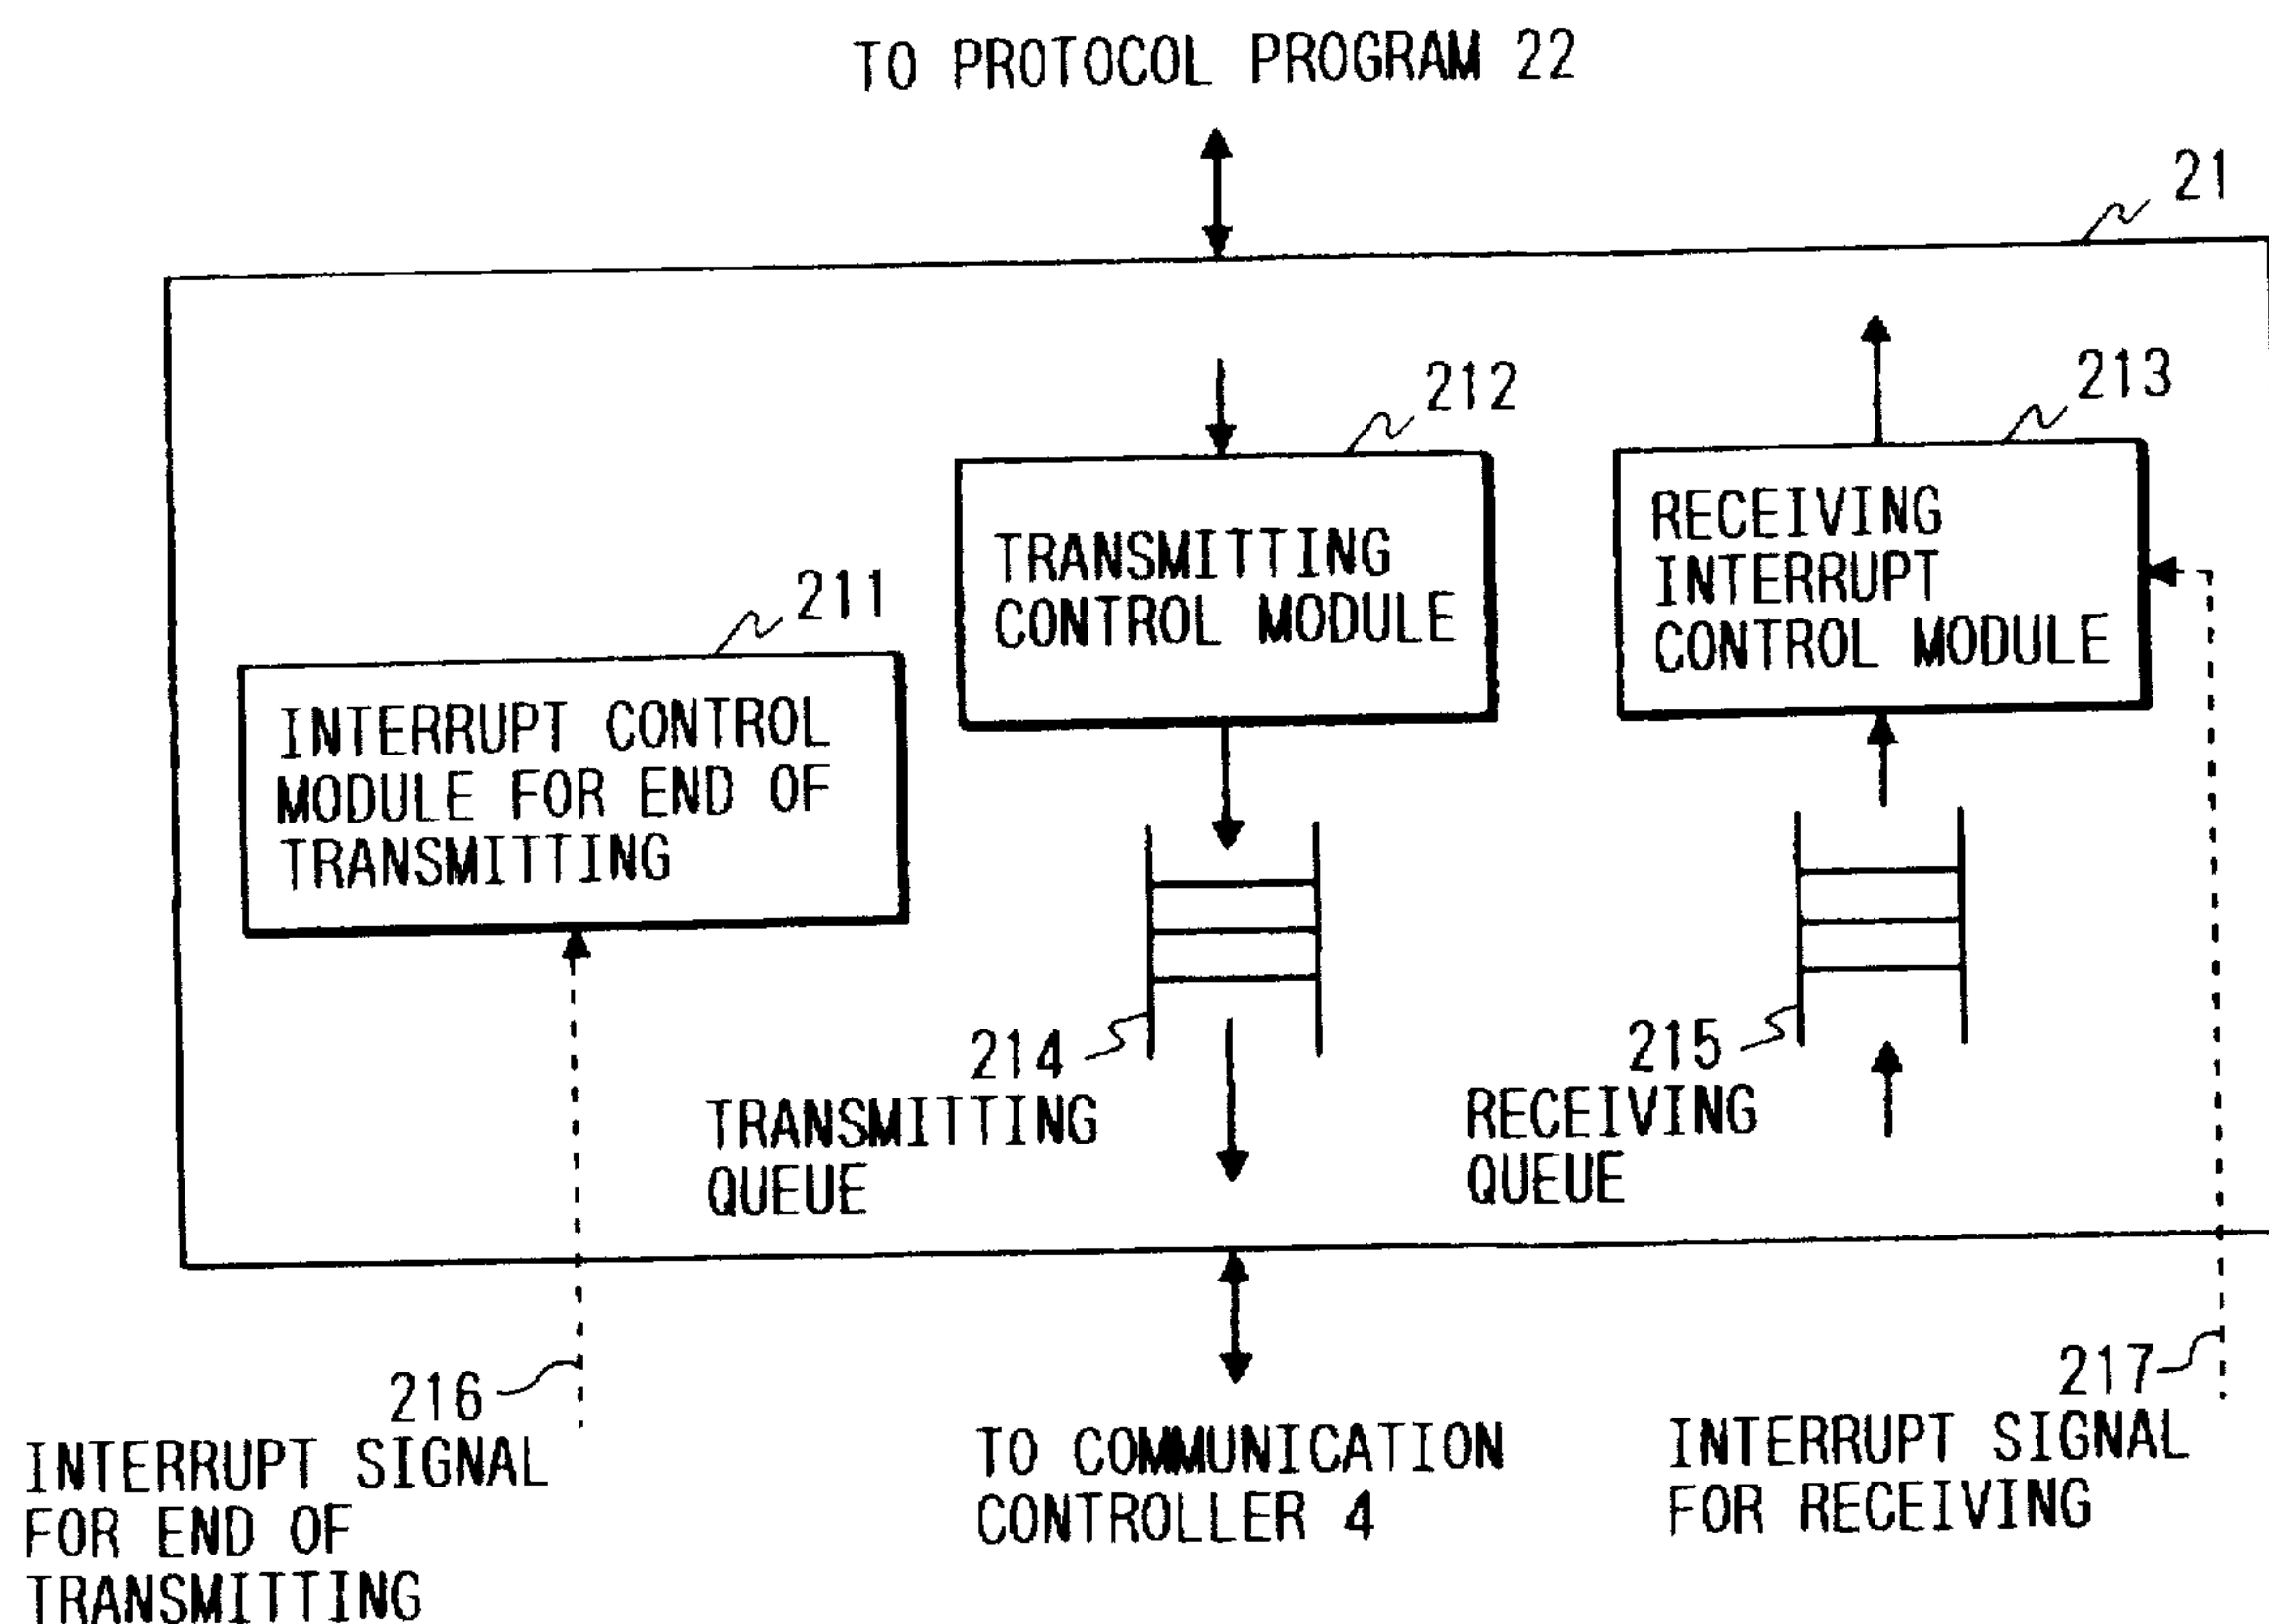 TO PROTOCOL PROGRAM 22
21
212
213
TRANSMITTING
CONTROL MODULE
RECEIVING
INTERRUPT
CONTROL MODULE
211
INTERRUPT CONTROL
MODULE FOR END OF
TRANSMITTING
214
TRANSMITTING
QUEUE
215
RECEIVING
QUEUE
216
INTERRUPT SIGNAL
FOR END OF
TRANSMITTING
TO COMMUNICATION
CONTROLLER 4
217
INTERRUPT SIGNAL
FOR RECEIVING